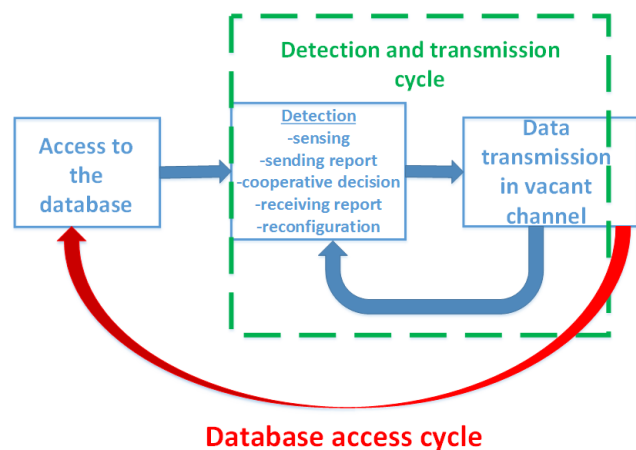 Detection and transmission
cycle
Access to
the
database
Detection
-sensing
-sending report
-cooperative decision
-receiving report
-reconfiguration
Data
transmission
in vacant
channel
Database access cycle